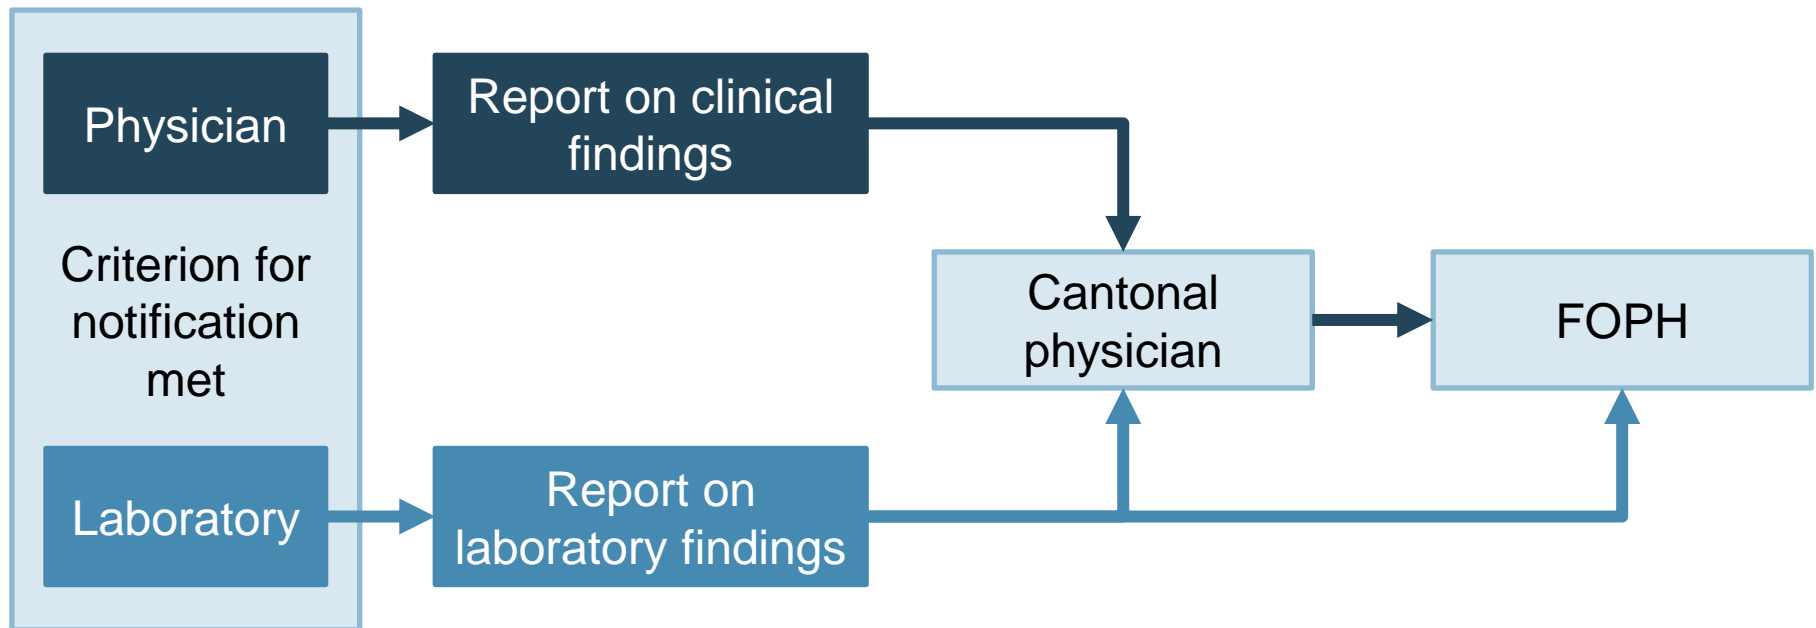 Physician
Report on clinical
findings
Criterion for
notification
met
Cantonal
physician
FOPH
Laboratory
Report on
laboratory findings